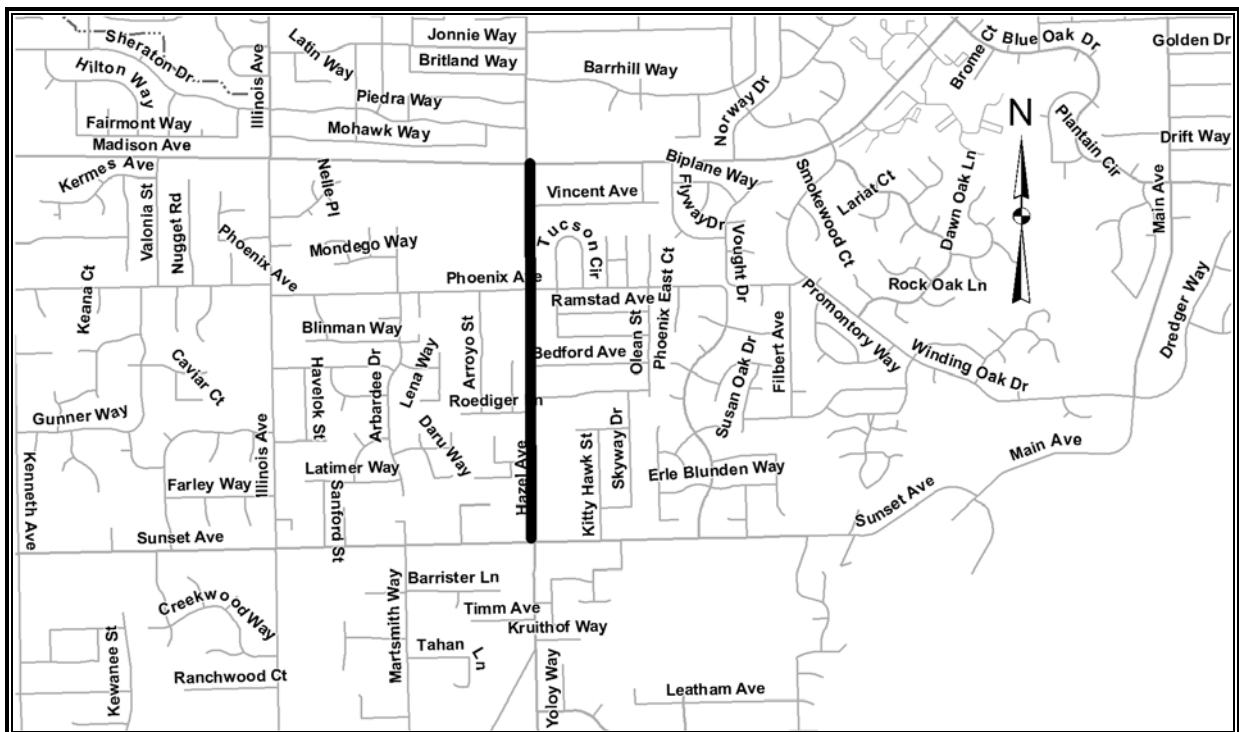 Sheraton Dr
Illinois Ave
Latin Way
Jonnie Way
Britland Way
Blue Oak Dr
Brome Ct
Golden Dr
Hilton Way
Barrhill Way
Norway Dr
Piedra Way
Fairmont Way
Mohawk Way
Madison Ave
N
Plantain Cir
Drift Way
Kermes Ave
Nelle Pl
Biplane Way
Smokewood Ct
Vincent Ave
Flyway Dr
Lariat Ct
Dawn Oak Ln
Main Ave
Valonia St
Nugget Rd
Phoenix Ave
Mondego Way
Tucson Cir
Vought Dr
Phoenix Ave
Keana Ct
Ramstad Ave
Phoenix East Ct
Rock Oak Ln
Promontory Way
Dredger Way
Blinman Way
Arroyo St
Bedford Ave
Olean St
Filbert Ave
Susan Oak Dr
Winding Oak Dr
Caviar Ct
Havelok St
Arbardee Dr
Lena Way
Roediger Ln
Gunner Way
Illinois Ave
Daru Way
Hazel Ave
Kitty Hawk St
Skyway Dr
Main Ave
Kenneth Ave
Farley Way
Latimer Way
Sanford St
Erle Blunden Way
Sunset Ave
Sunset Ave
Creekwood Way
Martsmith Way
Barrister Ln
Timm Ave
Kruithof Way
Kewanee St
Tahan Ln
Ranchwood Ct
Yoloy Way
Leatham Ave